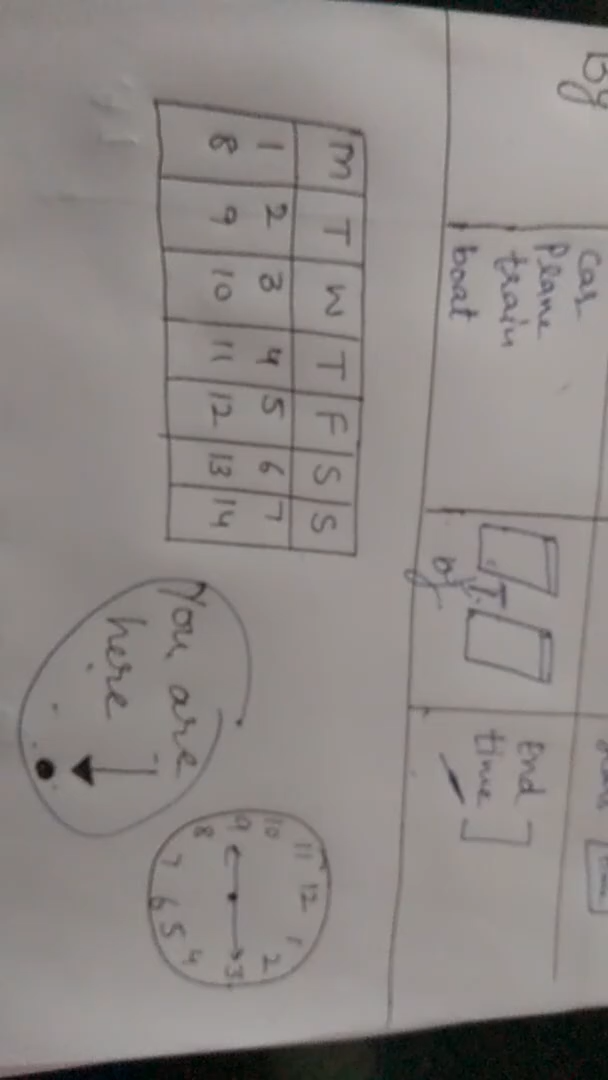 By
Car
Plane
train
boat
End
time
M T W T F S S
1 2 3 4 5 6 7
8 9 10 11 12 13 14
You are
here
12
11 1
10 2
9 3
8 4
7 5
6